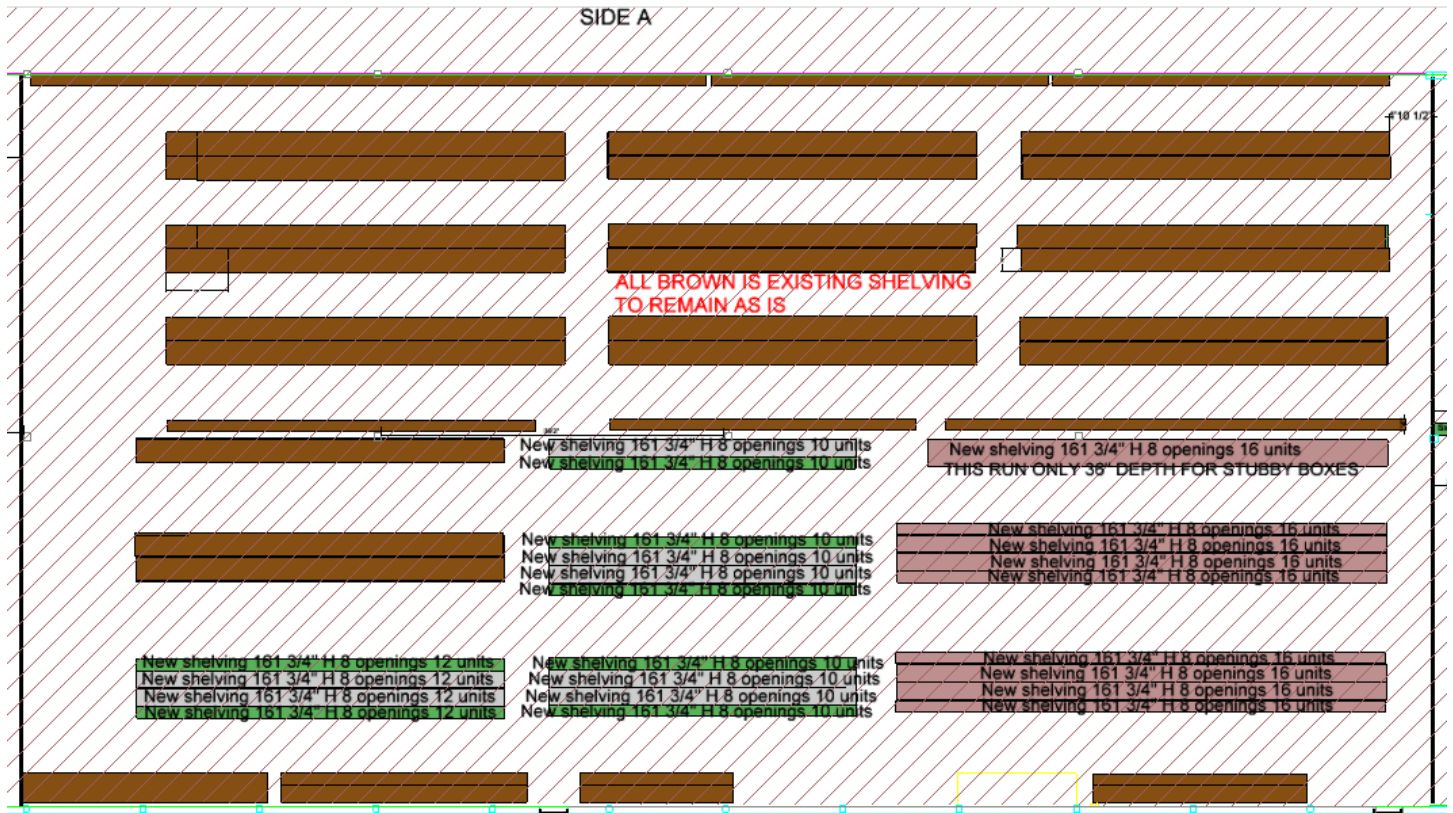 SIDE A
4'10 1/2"
ALL BROWN IS EXISTING SHELVING
TO REMAIN AS IS
New shelving 161 3/4" H 8 openings 10 units
New shelving 161 3/4" H 8 openings 10 units
New shelving 161 3/4" H 8 openings 16 units
THIS RUN ONLY 36" DEPTH FOR STUBBY BOXES
New shelving 161 3/4" H 8 openings 10 units
New shelving 161 3/4" H 8 openings 10 units
New shelving 161 3/4" H 8 openings 10 units
New shelving 161 3/4" H 8 openings 10 units
New shelving 161 3/4" H 8 openings 16 units
New shelving 161 3/4" H 8 openings 16 units
New shelving 161 3/4" H 8 openings 16 units
New shelving 161 3/4" H 8 openings 16 units
New shelving 161 3/4" H 8 openings 12 units
New shelving 161 3/4" H 8 openings 12 units
New shelving 161 3/4" H 8 openings 12 units
New shelving 161 3/4" H 8 openings 12 units
New shelving 161 3/4" H 8 openings 10 units
New shelving 161 3/4" H 8 openings 10 units
New shelving 161 3/4" H 8 openings 10 units
New shelving 161 3/4" H 8 openings 10 units
New shelving 161 3/4" H 8 openings 16 units
New shelving 161 3/4" H 8 openings 16 units
New shelving 161 3/4" H 8 openings 16 units
New shelving 161 3/4" H 8 openings 16 units